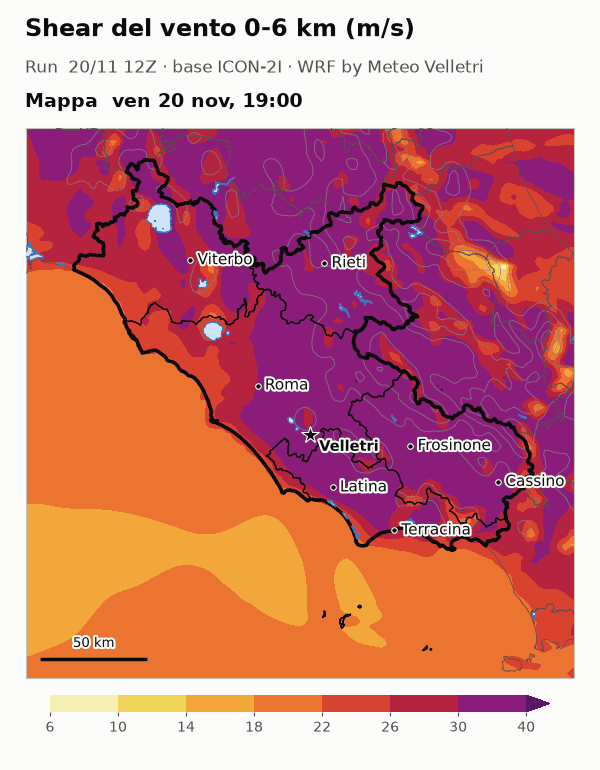 Shear del vento 0-6 km (m/s)
Run  20/11 12Z · base ICON-2I · WRF by Meteo Velletri
Mappa  ven 20 nov, 19:00
Viterbo
Rieti
Roma
Velletri
Frosinone
Latina
Cassino
Terracina
50 km
6 10 14 18 22 26 30 40